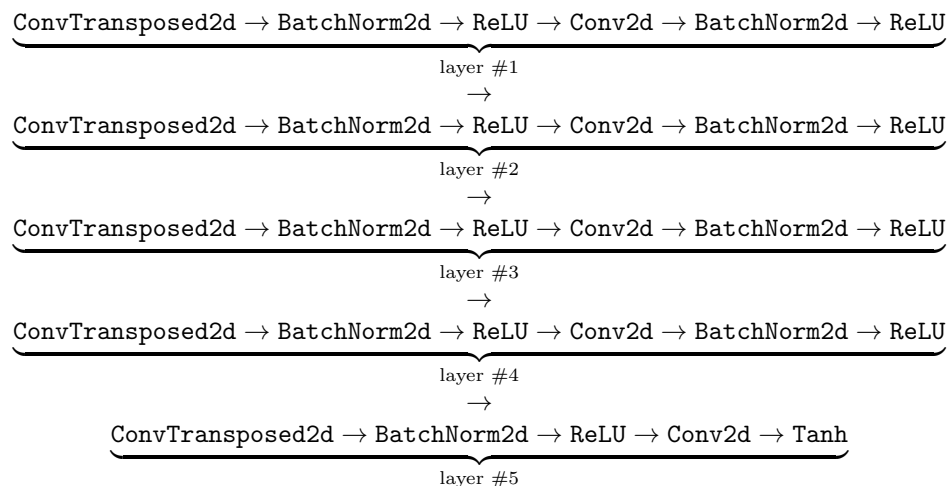 ConvTransposed2d → BatchNorm2d → ReLU → Conv2d → BatchNorm2d → ReLU
layer #1
→
ConvTransposed2d → BatchNorm2d → ReLU → Conv2d → BatchNorm2d → ReLU
layer #2
→
ConvTransposed2d → BatchNorm2d → ReLU → Conv2d → BatchNorm2d → ReLU
layer #3
→
ConvTransposed2d → BatchNorm2d → ReLU → Conv2d → BatchNorm2d → ReLU
layer #4
→
ConvTransposed2d → BatchNorm2d → ReLU → Conv2d → Tanh
layer #5